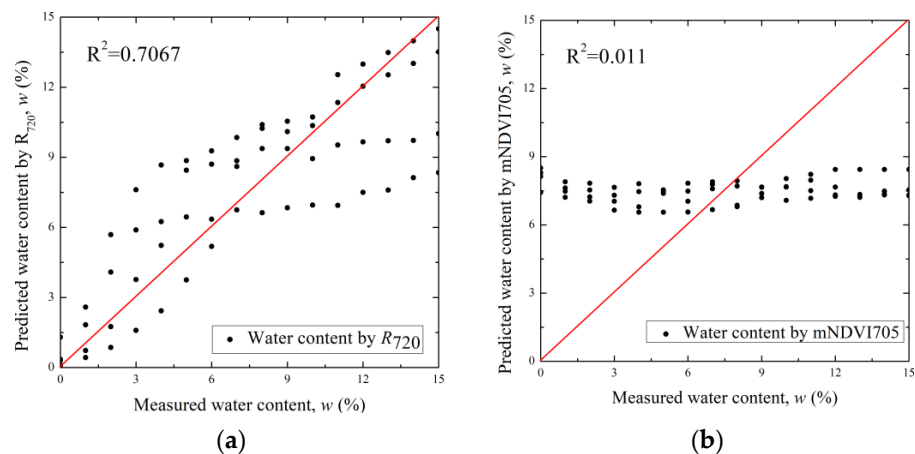 R²=0.7067
Predicted water content by R₇₂₀, w (%)
15
12
9
6
3
0
0 3 6 9 12 15
Water content by R720
Measured water content, w (%)
(a)
R²=0.011
Predicted water content by mNDVI705, w (%)
15
12
9
6
3
0
0 3 6 9 12 15
Water content by mNDVI705
Measured water content, w (%)
(b)